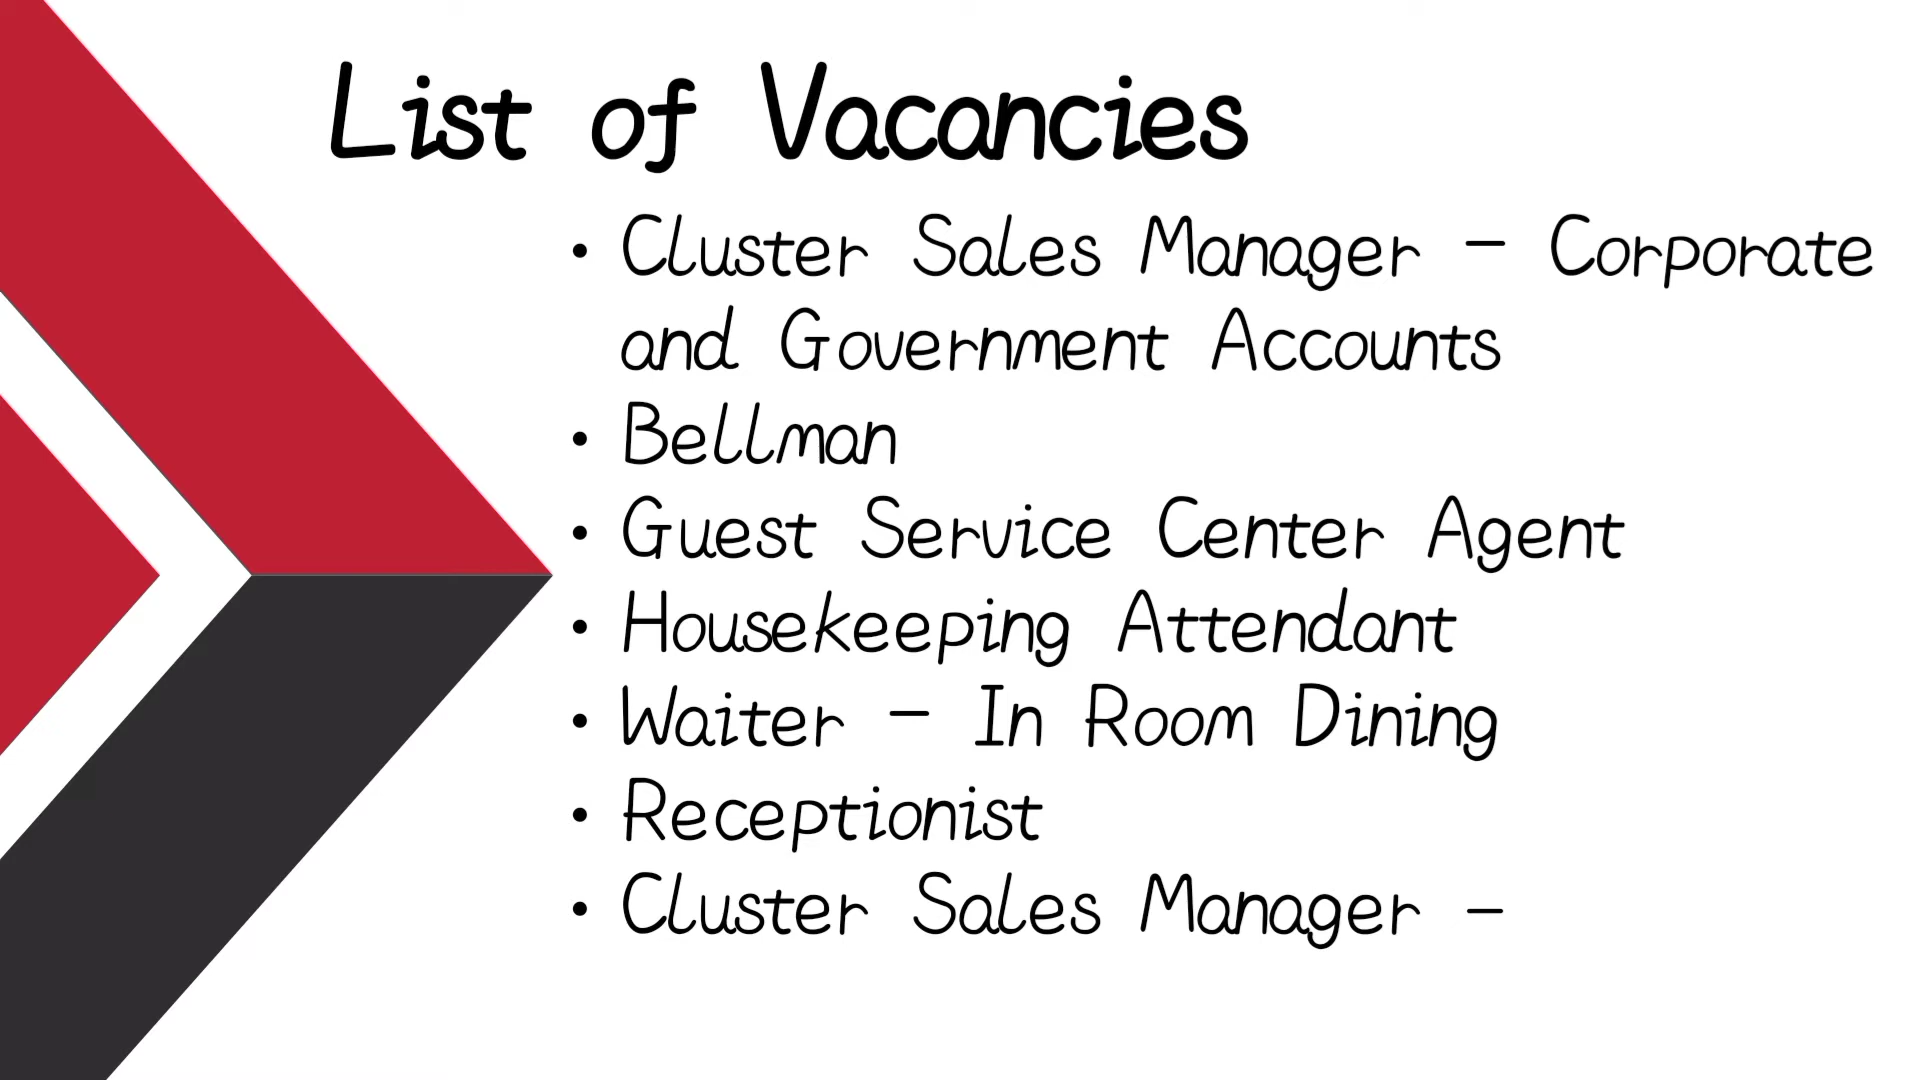 List of Vacancies
• Cluster Sales Manager – Corporate
and Government Accounts
• Bellman
• Guest Service Center Agent
• Housekeeping Attendant
• Waiter – In Room Dining
• Receptionist
• Cluster Sales Manager –